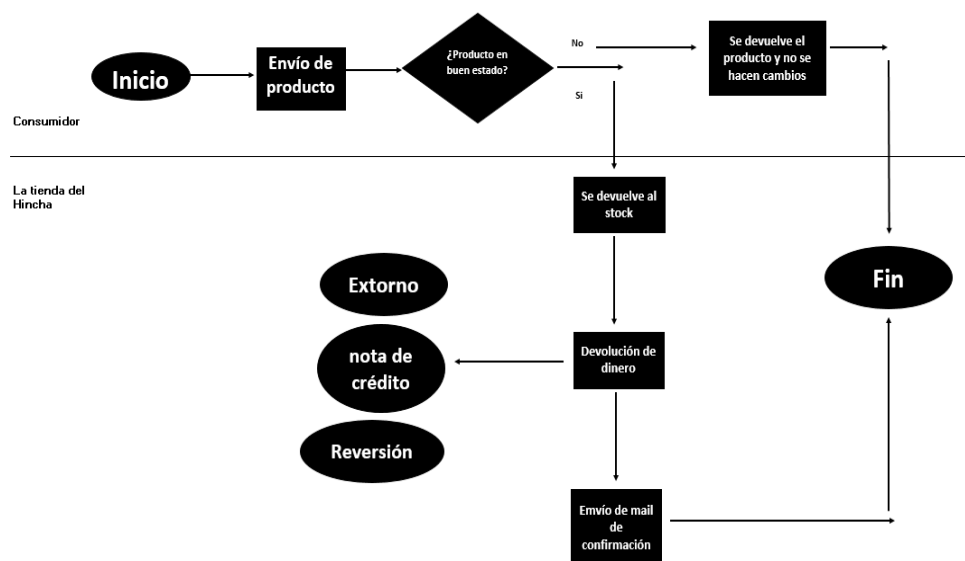 Inicio
Envío de
producto
¿Producto en
buen estado?
No
Si
Se devuelve el
producto y no se
hacen cambios
Consumidor
La tienda del
Hincha
Se devuelve al
stock
Extorno
Fin
nota de
crédito
Devolución de
dinero
Reversión
Emvío de mail
de
confirmación